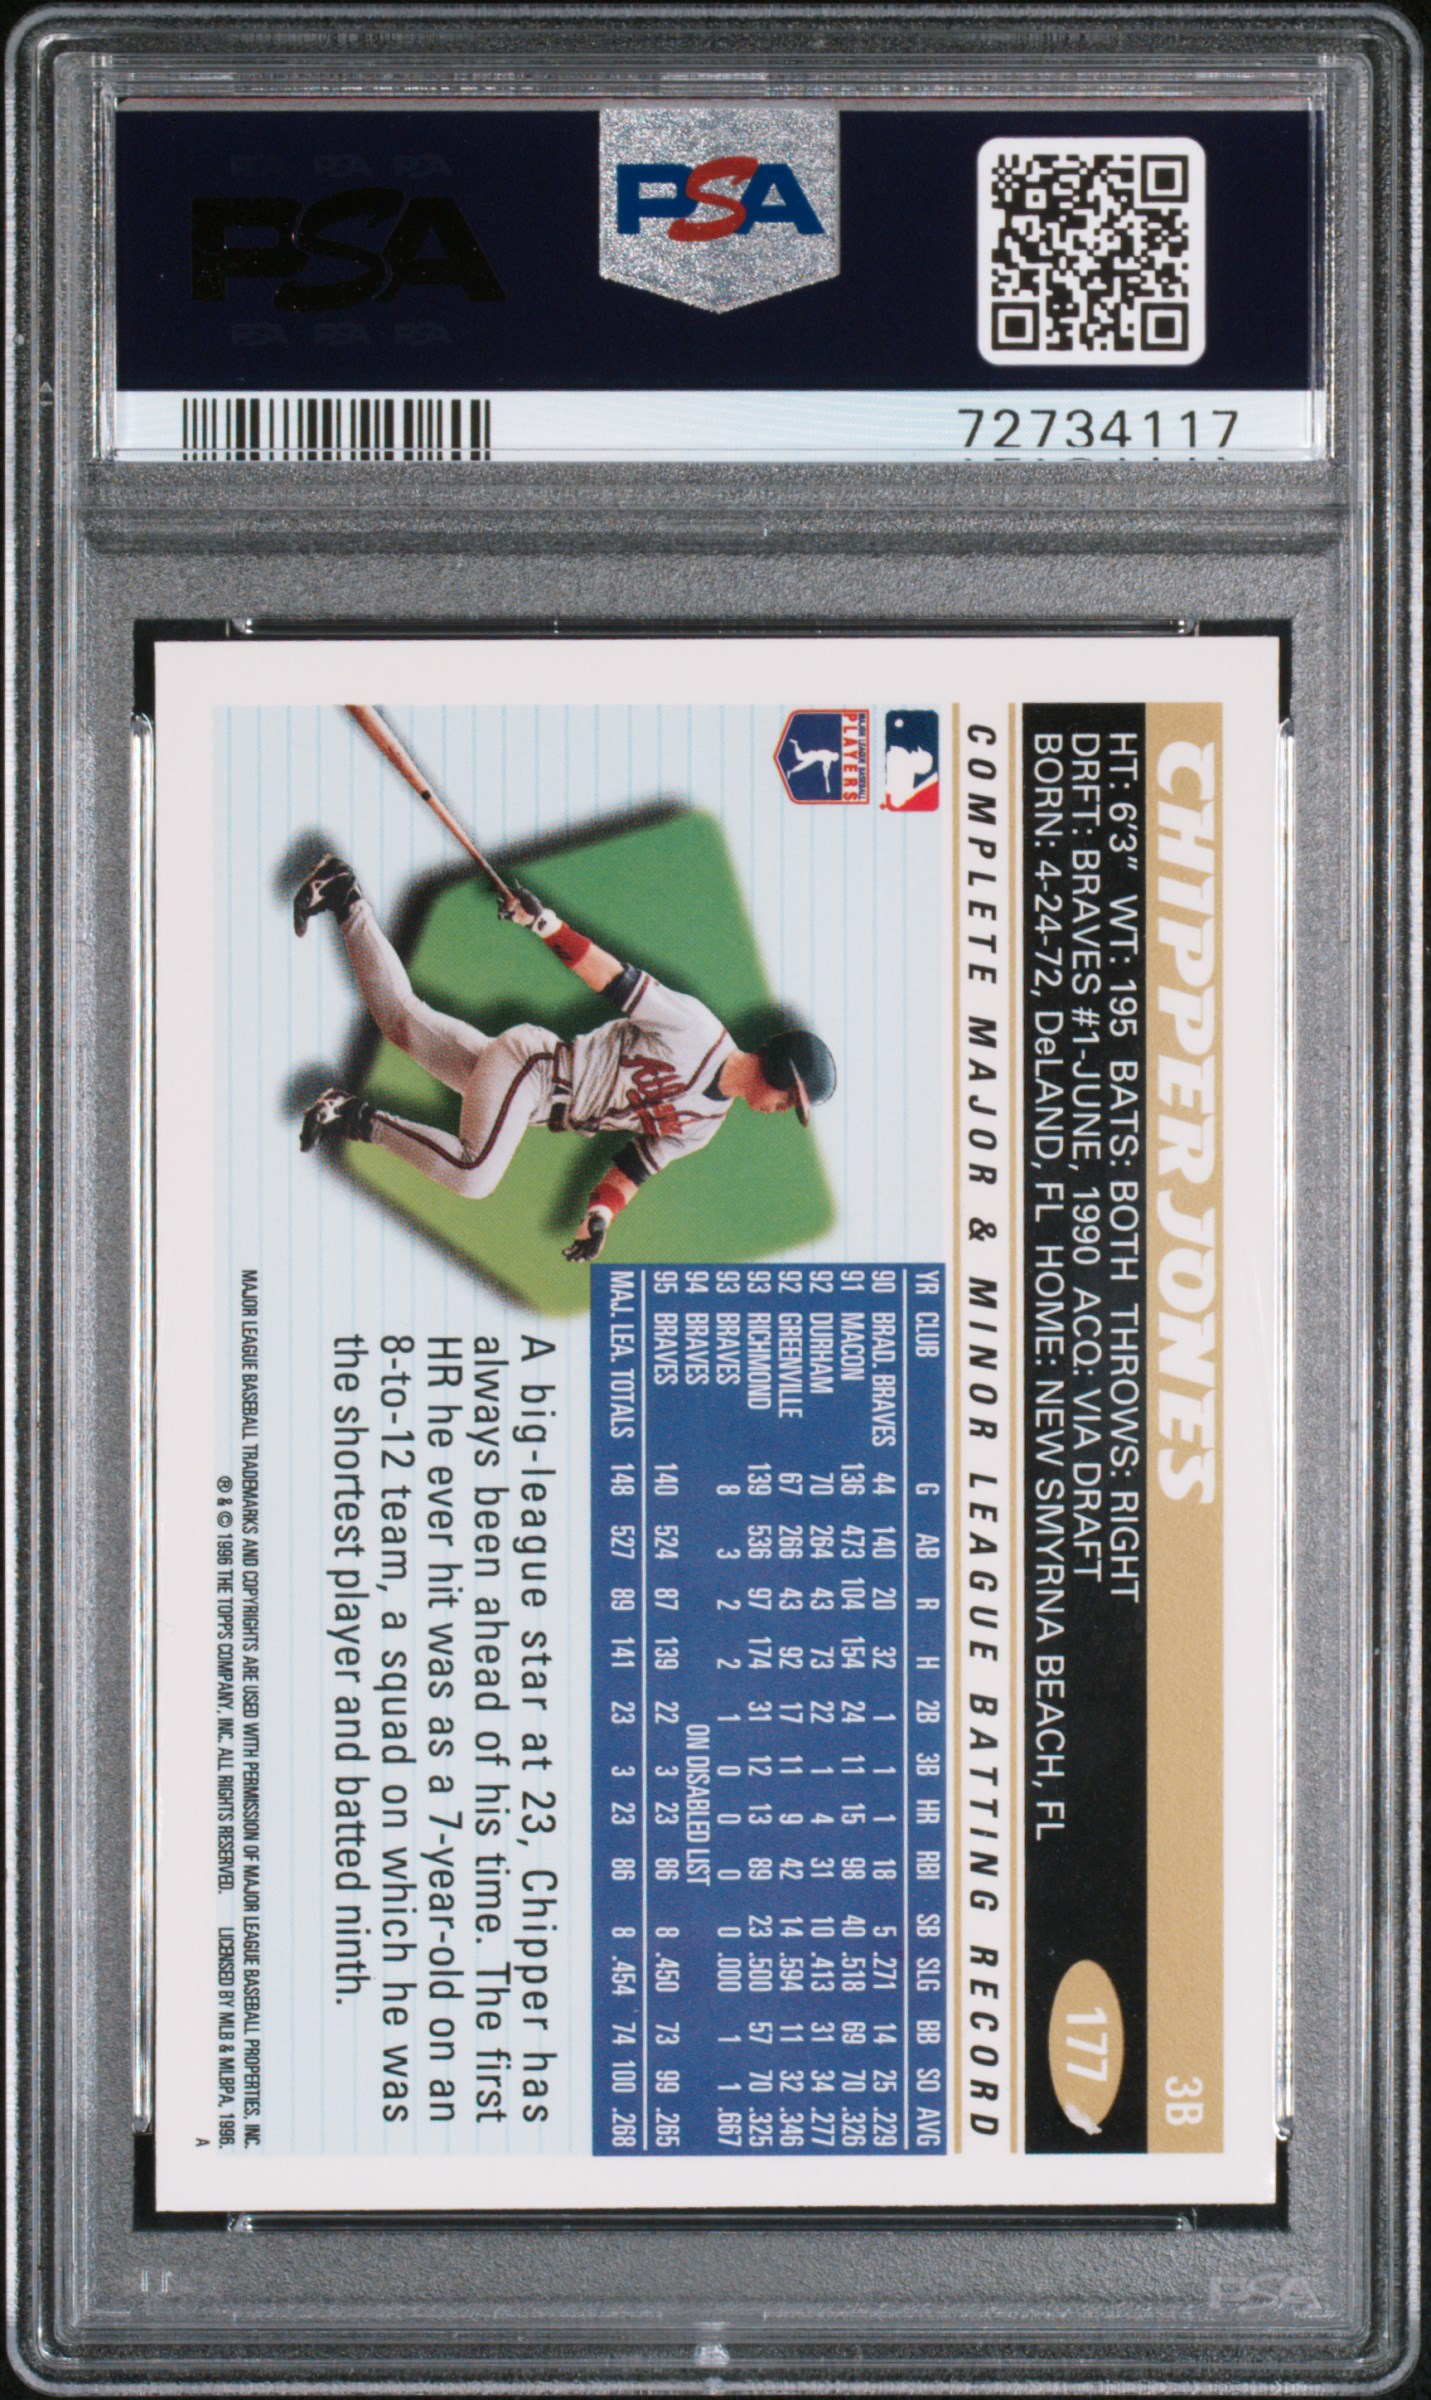 PSA
PSA
72734117
CHIPPER JONES 3B
HT: 6'3" WT: 195 BATS: BOTH THROWS: RIGHT
DRFT: BRAVES #1-JUNE, 1990 ACQ: VIA DRAFT
BORN: 4-24-72, DeLAND, FL HOME: NEW SMYRNA BEACH, FL
177
COMPLETE MAJOR & MINOR LEAGUE BATTING RECORD
MAJOR LEAGUE BASEBALL
PLAYERS
YR CLUB G AB R H 2B 3B HR RBI SB SLG BB SO AVG
90 BRAD. BRAVES 44 140 20 32 1 1 1 18 5 .271 14 25 .229
91 MACON 136 473 104 154 24 11 15 98 40 .518 69 70 .326
92 DURHAM 70 264 43 73 22 1 4 31 10 .413 31 34 .277
92 GREENVILLE 67 266 43 92 17 11 9 42 14 .594 11 32 .346
93 RICHMOND 139 536 97 174 31 12 13 89 23 .500 57 70 .325
93 BRAVES 8 3 2 2 1 0 0 0 0 .000 1 1 .667
94 BRAVES ON DISABLED LIST
95 BRAVES 140 524 87 139 22 3 23 86 8 .450 73 99 .265
MAJ. LEA. TOTALS 148 527 89 141 23 3 23 86 8 .454 74 100 .268
A big-league star at 23, Chipper has
always been ahead of his time. The first
HR he ever hit was as a 7-year-old on an
8-to-12 team, a squad on which he was
the shortest player and batted ninth.
MAJOR LEAGUE BASEBALL TRADEMARKS AND COPYRIGHTS ARE USED WITH PERMISSION OF MAJOR LEAGUE BASEBALL PROPERTIES, INC.
® & © 1996 THE TOPPS COMPANY, INC. ALL RIGHTS RESERVED. LICENSED BY MLB & MLBPA, 1996.
A
PSA